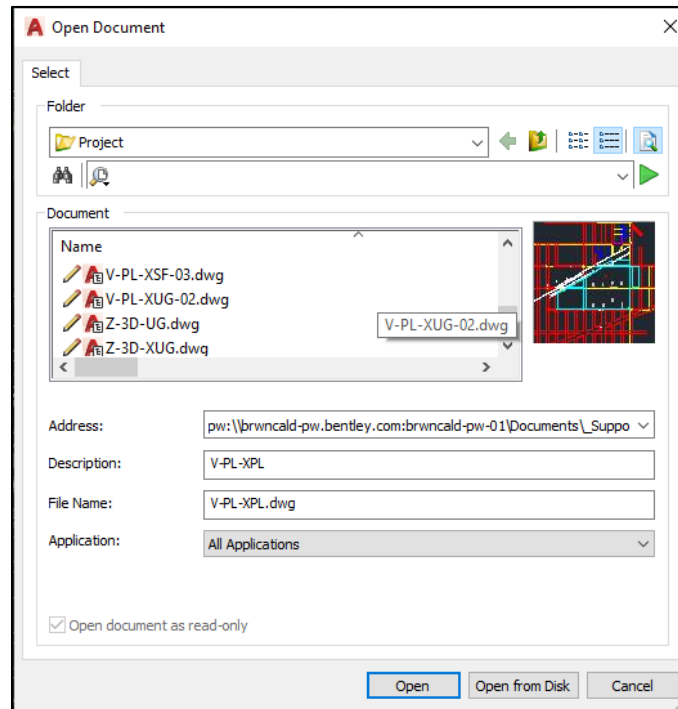 Open Document
Select
Folder
Project
Document
Name
V-PL-XSF-03.dwg
V-PL-XUG-02.dwg
Z-3D-UG.dwg
V-PL-XUG-02.dwg
Z-3D-XUG.dwg
Address:
pw:\\brwncald-pw.bentley.com:brwncald-pw-01\Documents\_Suppo
Description:
V-PL-XPL
File Name:
V-PL-XPL.dwg
Application:
All Applications
Open document as read-only
Open
Open from Disk
Cancel